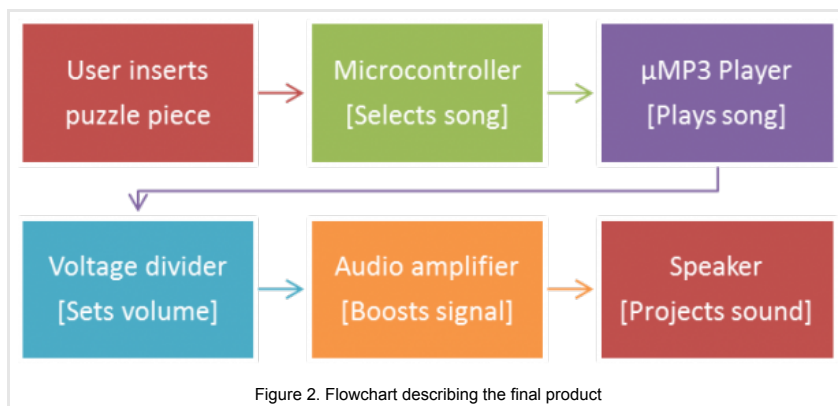 User inserts
puzzle piece
Microcontroller
[Selects song]
µMP3 Player
[Plays song]
Voltage divider
[Sets volume]
Audio amplifier
[Boosts signal]
Speaker
[Projects sound]
Figure 2. Flowchart describing the final product